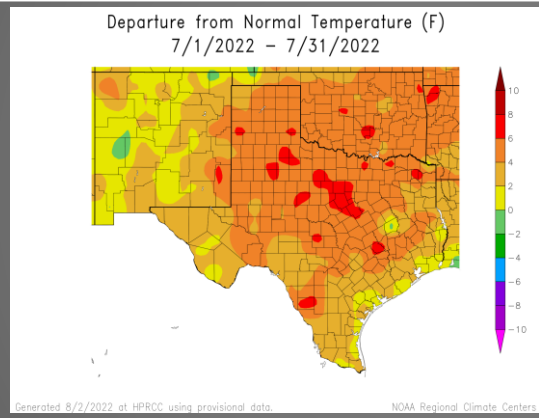 Departure from Normal Temperature (F)
7/1/2022 – 7/31/2022
10
8
6
4
2
0
-2
-4
-6
-8
-10
Generated 8/2/2022 at HPRCC using provisional data.
NOAA Regional Climate Centers